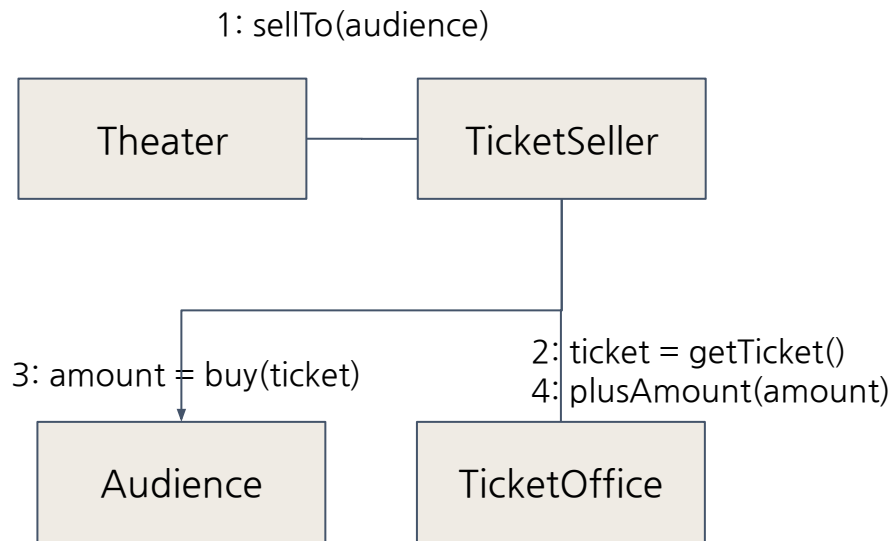 1: sellTo(audience)
Theater
TicketSeller
2: ticket = getTicket()
3: amount = buy(ticket)
4: plusAmount(amount)
Audience
TicketOffice